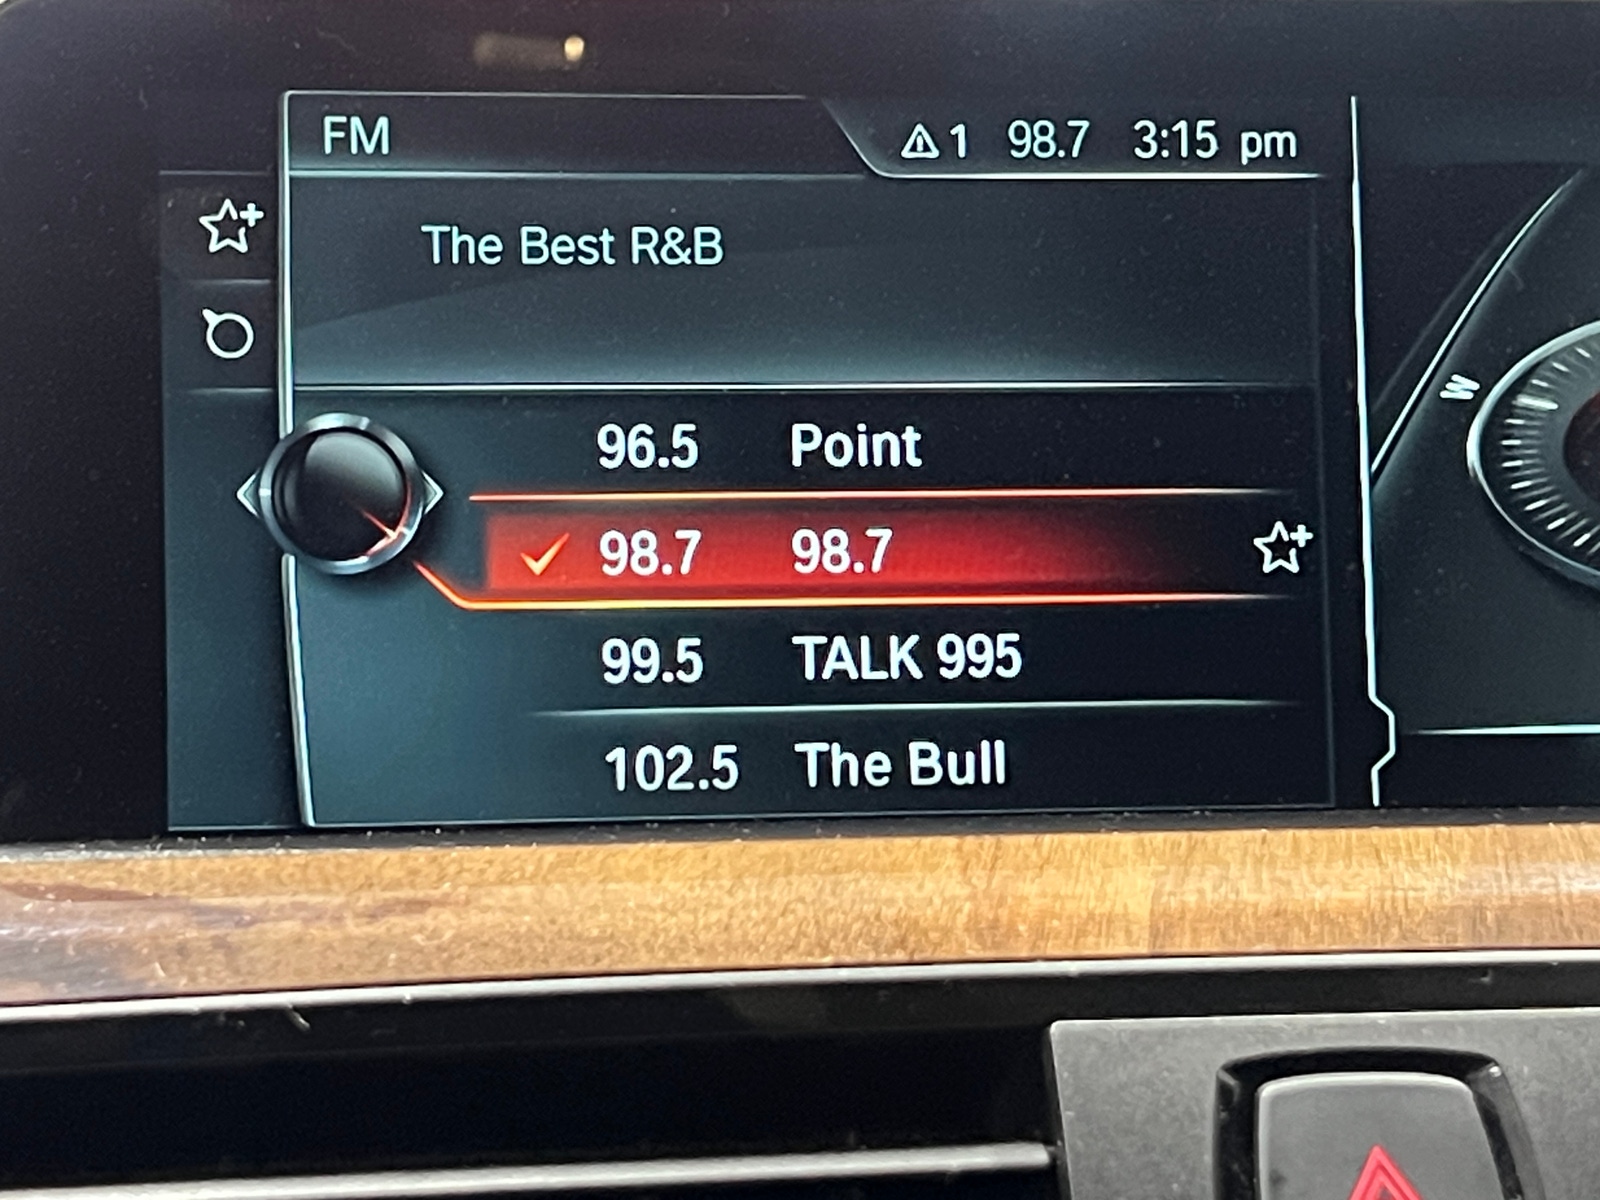 FM
1 98.7 3:15 pm
The Best R&B
96.5 Point
98.7 98.7
99.5 TALK 995
102.5 The Bull
W